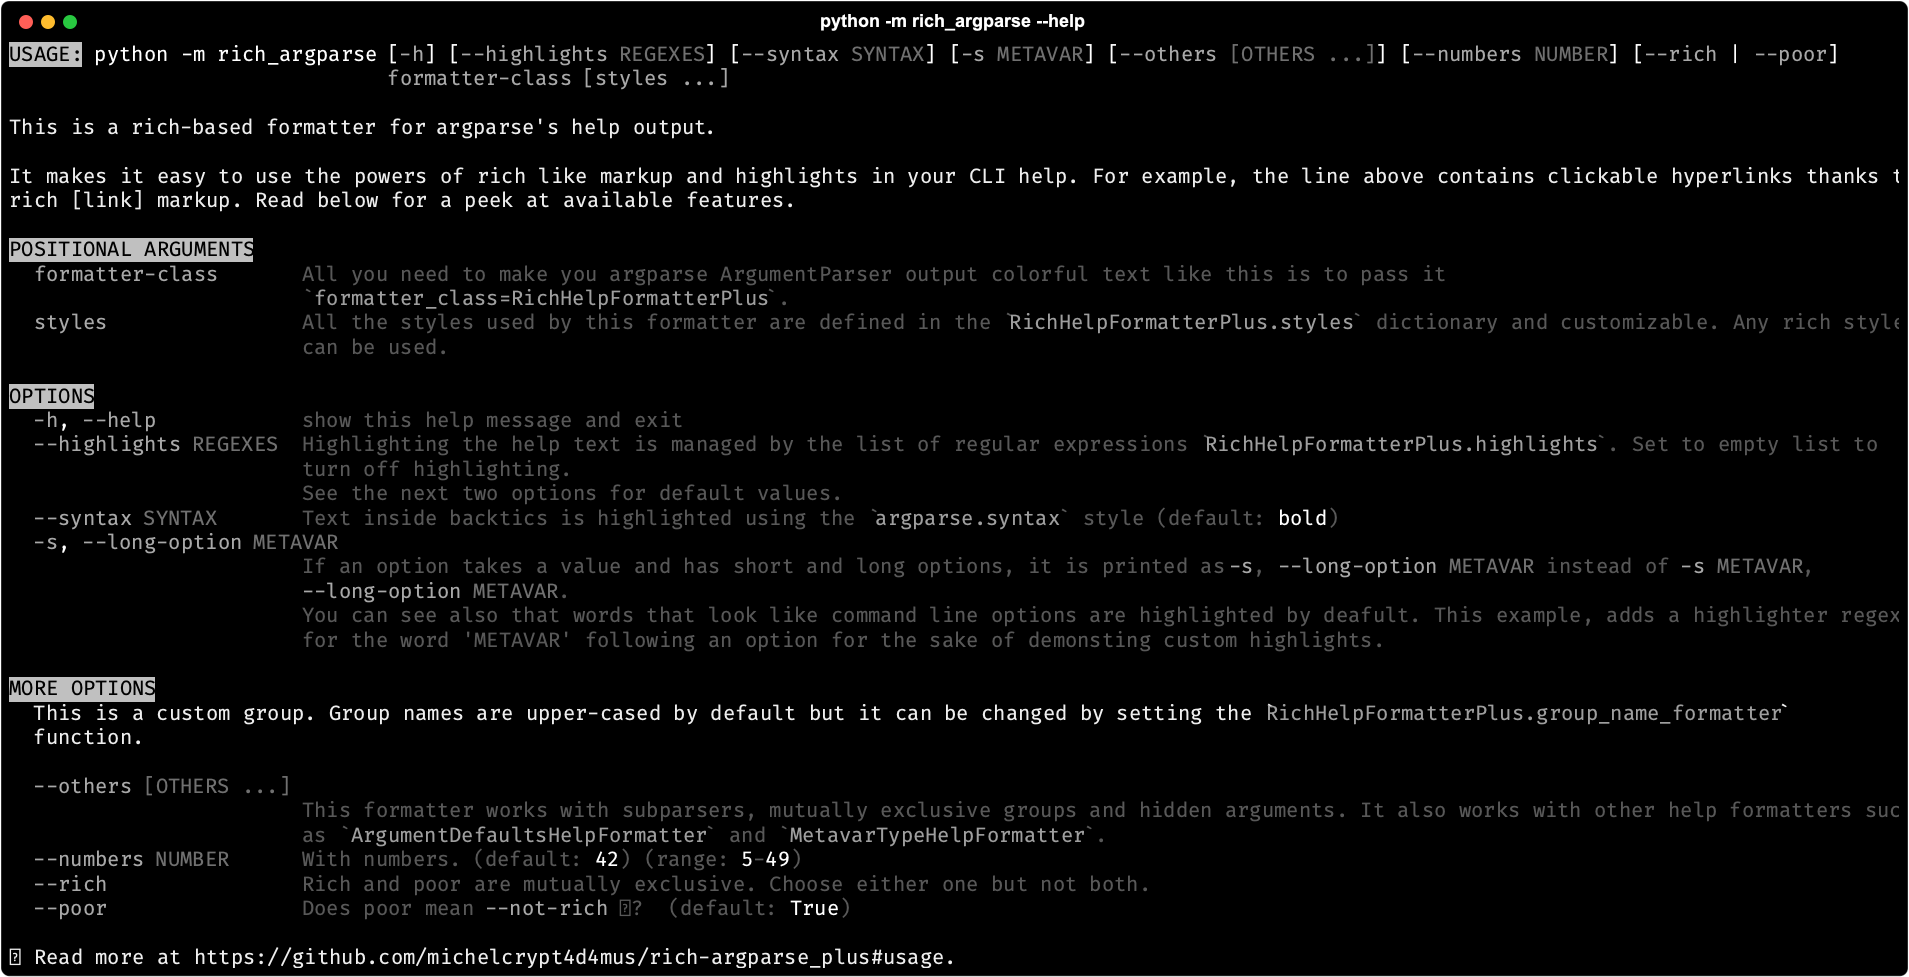 python -m rich_argparse --help
USAGE: python -m rich_argparse [-h] [--highlights REGEXES] [--syntax SYNTAX] [-s METAVAR] [--others [OTHERS ...]] [--numbers NUMBER] [--rich | --poor]
formatter-class [styles ...]
This is a rich-based formatter for argparse's help output.
It makes it easy to use the powers of rich like markup and highlights in your CLI help. For example, the line above contains clickable hyperlinks thanks t
rich [link] markup. Read below for a peek at available features.
POSITIONAL ARGUMENTS
formatter-class All you need to make you argparse ArgumentParser output colorful text like this is to pass it
`formatter_class=RichHelpFormatterPlus`.
styles All the styles used by this formatter are defined in the `RichHelpFormatterPlus.styles` dictionary and customizable. Any rich style
can be used.
OPTIONS
-h, --help show this help message and exit
--highlights REGEXES Highlighting the help text is managed by the list of regular expressions `RichHelpFormatterPlus.highlights`. Set to empty list to
turn off highlighting.
See the next two options for default values.
--syntax SYNTAX Text inside backtics is highlighted using the `argparse.syntax` style (default: bold)
-s, --long-option METAVAR
If an option takes a value and has short and long options, it is printed as -s, --long-option METAVAR instead of -s METAVAR,
--long-option METAVAR.
You can see also that words that look like command line options are highlighted by deafult. This example, adds a highlighter regex
for the word 'METAVAR' following an option for the sake of demonsting custom highlights.
MORE OPTIONS
This is a custom group. Group names are upper-cased by default but it can be changed by setting the `RichHelpFormatterPlus.group_name_formatter`
function.
--others [OTHERS ...]
This formatter works with subparsers, mutually exclusive groups and hidden arguments. It also works with other help formatters suc
as `ArgumentDefaultsHelpFormatter` and `MetavarTypeHelpFormatter`.
--numbers NUMBER With numbers. (default: 42) (range: 5-49)
--rich Rich and poor are mutually exclusive. Choose either one but not both.
--poor Does poor mean --not-rich ? (default: True)
Read more at https://github.com/michelcrypt4d4mus/rich-argparse_plus#usage.